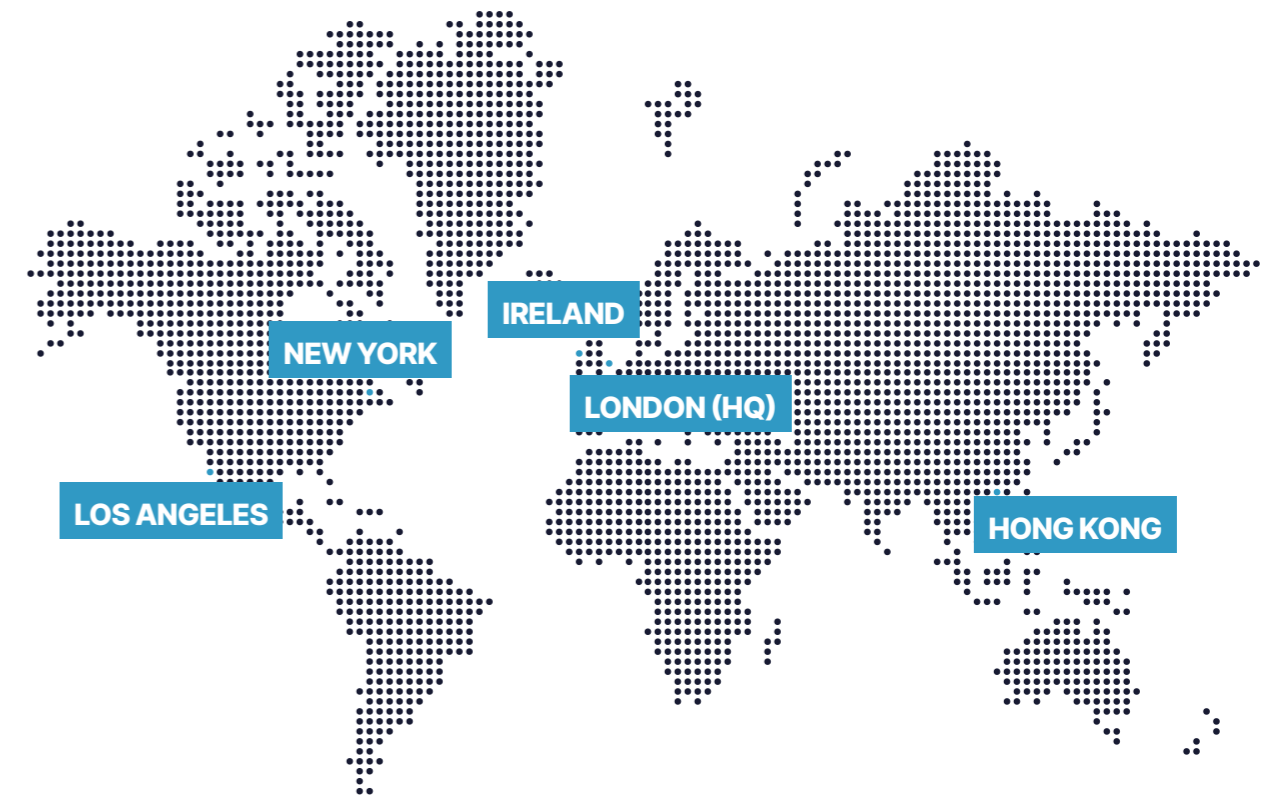 IRELAND
NEW YORK
LONDON (HQ)
LOS ANGELES
HONG KONG